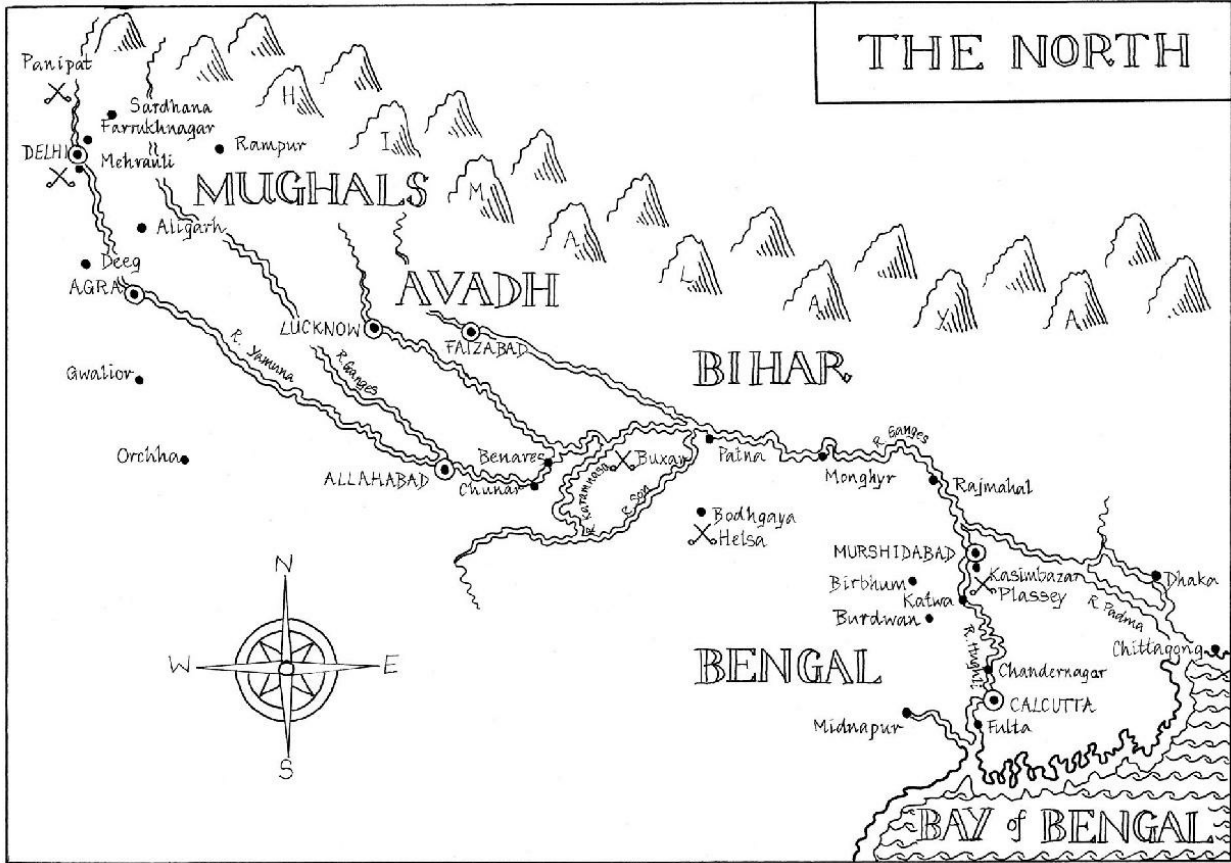 THE NORTH
Panipat
Sardhana
Farrukhnagar
DELHI
Mehrauli
Rampur
HIMALAYA
MUGHALS
Aligarh
Deeg
AGRA
AVADH
LUCKNOW
FAIZABAD
R. Yamuna
R. Ganges
BIHAR
Gwalior
Orchha
ALLAHABAD
Benares
Chunar
R. Karamnasa
Buxar
R. Son
Patna
Monghyr
R. Ganges
Rajmahal
Bodhgaya
Helsa
MURSHIDABAD
Kasimbazar
Plassey
Birbhum
Katwa
Burdwan
R. Padma
Dhaka
Chittagong
R. Hughli
BENGAL
Chandernagar
CALCUTTA
Midnapur
Fulta
BAY of BENGAL
N
W
E
S